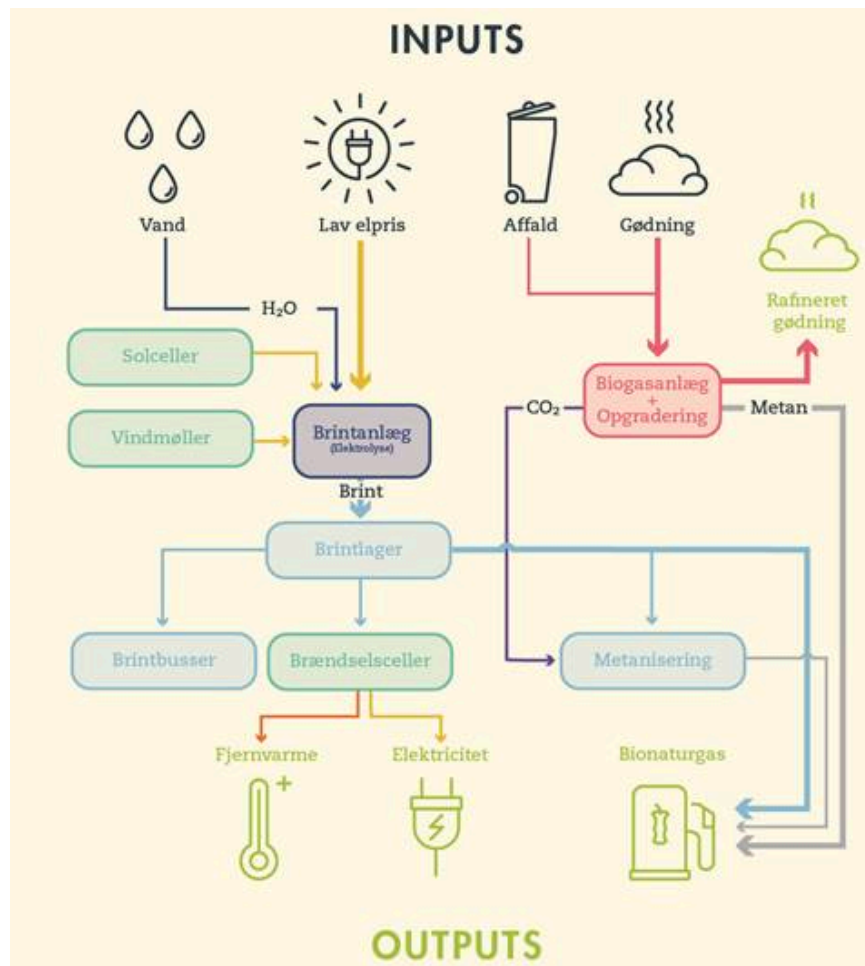 INPUTS
Vand
Lav elpris
Affald
Gødning
Rafineret
gødning
H₂O
Solceller
Biogasanlæg
+
Opgradering
CO₂
Metan
Vindmøller
Brintanlæg
(Elektrolyse)
Brint
Brintlager
Brintbusser
Brændselsceller
Metanisering
Fjernvarme
Elektricitet
Bionaturgas
+
OUTPUTS